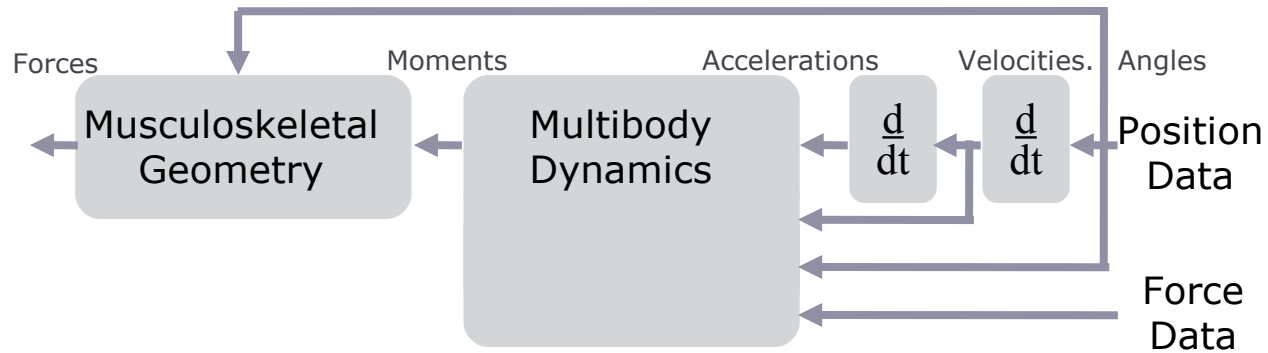 Forces
Moments
Accelerations
Velocities.
Angles
Musculoskeletal
Geometry
Multibody
Dynamics
d
dt
d
dt
Position
Data
Force
Data